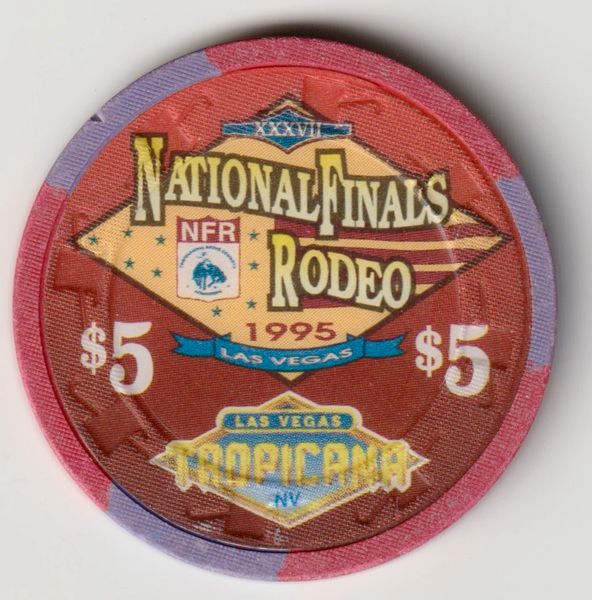 XXXVII
NATIONAL FINALS
NFR
RODEO
1995
LAS VEGAS
$5 $5
LAS VEGAS
TROPICANA
NV